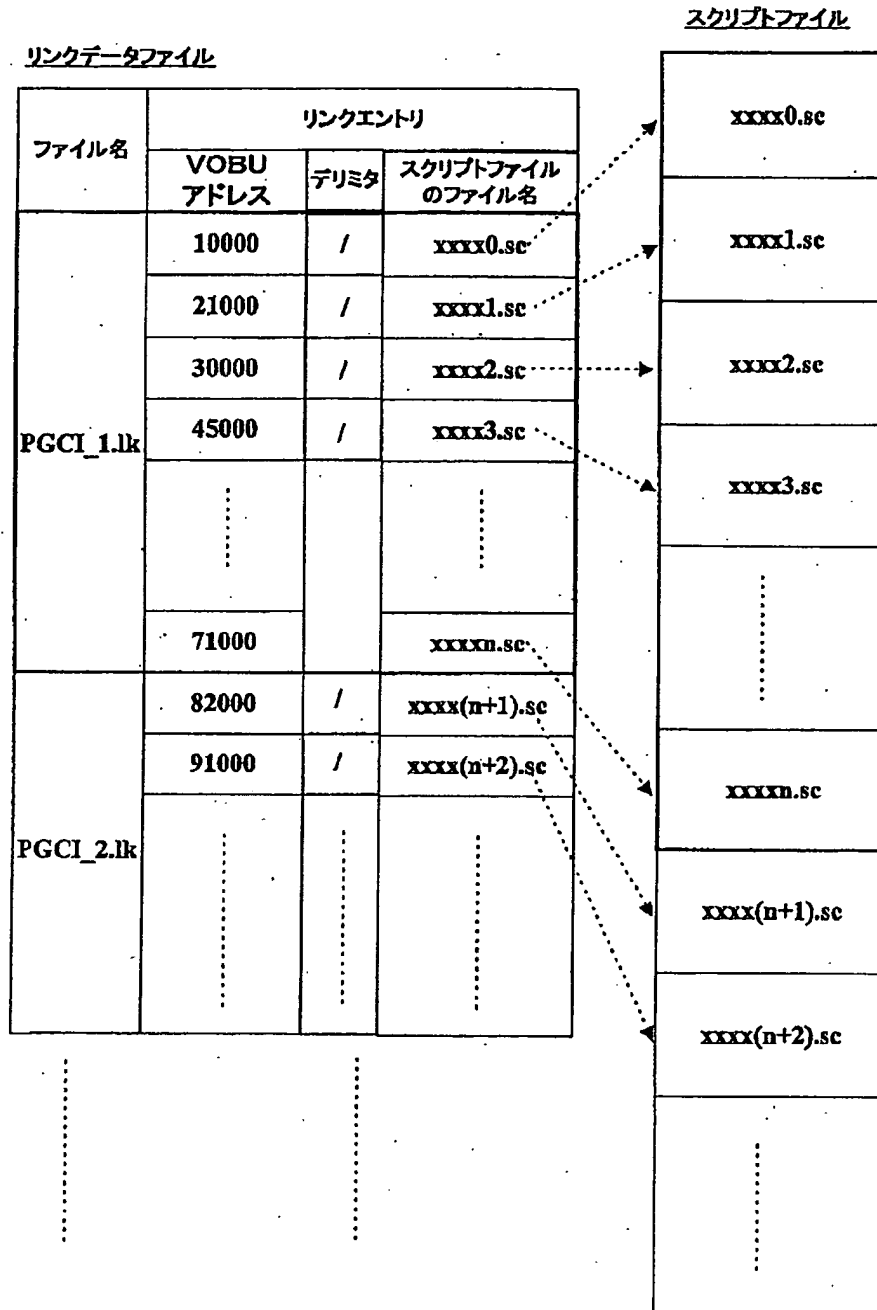 スクリプトファイル
リンクデータファイル
ファイル名
リンクエントリ
VOBU
アドレス
デリミタ
スクリプトファイル
のファイル名
PGCI_1.lk
10000 / xxxx0.sc
21000 / xxxx1.sc
30000 / xxxx2.sc
45000 / xxxx3.sc
71000 xxxxn.sc
PGCI_2.lk
82000 / xxxx(n+1).sc
91000 / xxxx(n+2).sc
xxxx0.sc
xxxx1.sc
xxxx2.sc
xxxx3.sc
xxxxn.sc
xxxx(n+1).sc
xxxx(n+2).sc